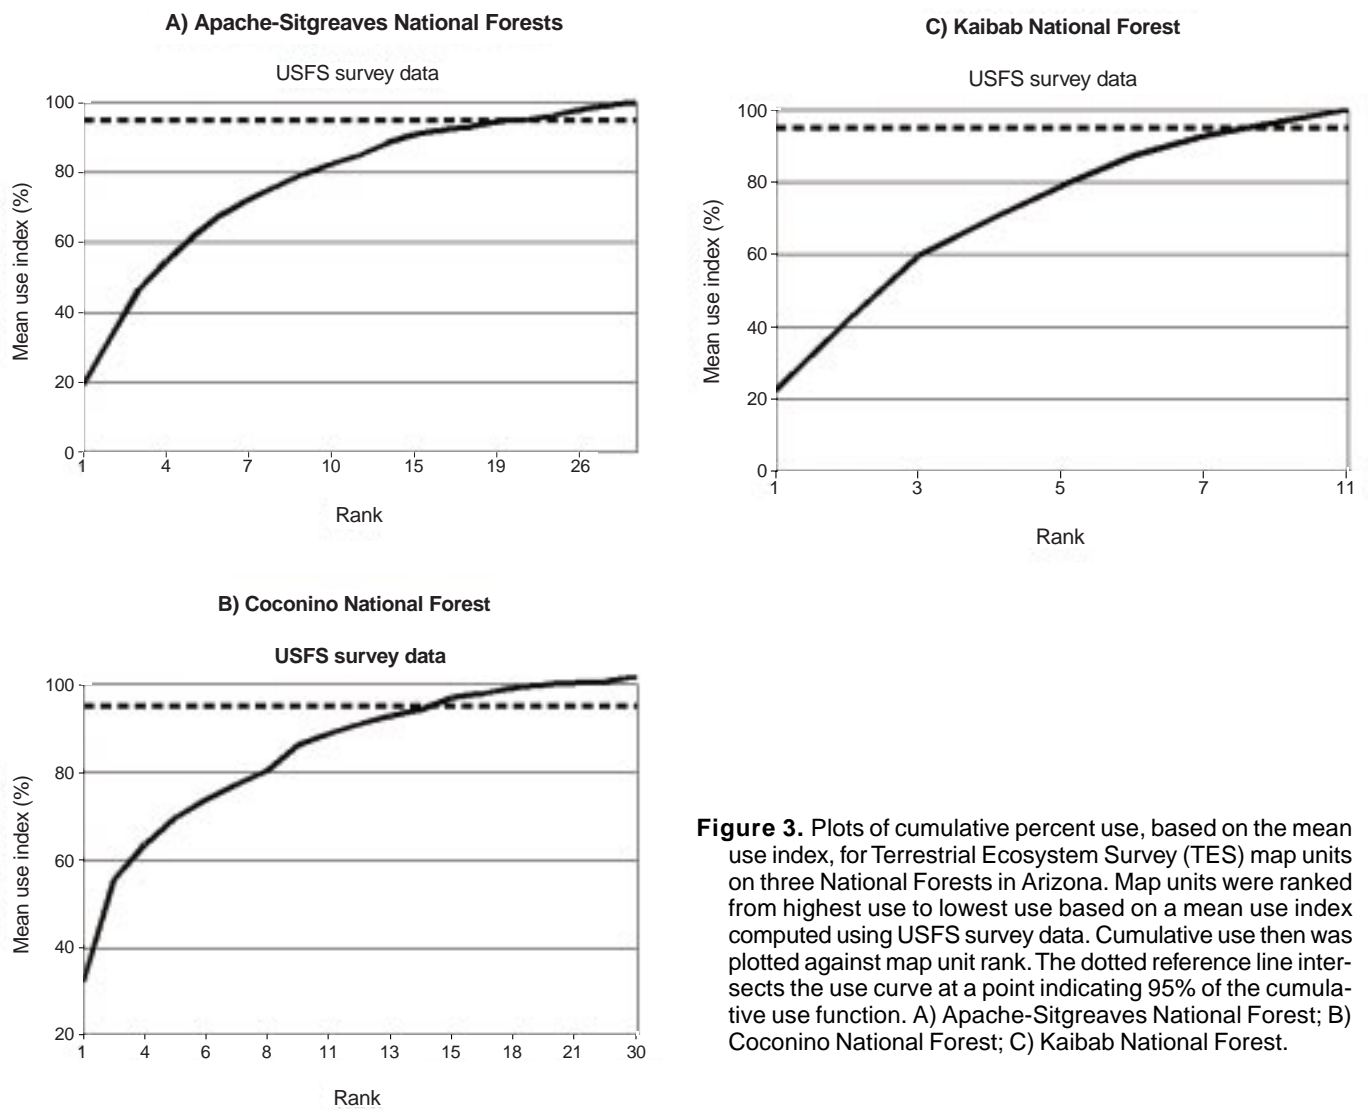 A) Apache-Sitgreaves National Forests
USFS survey data
Mean use index (%)
100
80
60
40
20
0
1 4 7 10 15 19 26
Rank
C) Kaibab National Forest
USFS survey data
Mean use index (%)
100
80
60
40
20
0
1 3 5 7 11
Rank
B) Coconino National Forest
USFS survey data
Mean use index (%)
100
80
60
40
20
1 4 6 8 11 13 15 18 21 30
Rank
Figure 3. Plots of cumulative percent use, based on the mean
use index, for Terrestrial Ecosystem Survey (TES) map units
on three National Forests in Arizona. Map units were ranked
from highest use to lowest use based on a mean use index
computed using USFS survey data. Cumulative use then was
plotted against map unit rank. The dotted reference line inter-
sects the use curve at a point indicating 95% of the cumula-
tive use function. A) Apache-Sitgreaves National Forest; B)
Coconino National Forest; C) Kaibab National Forest.